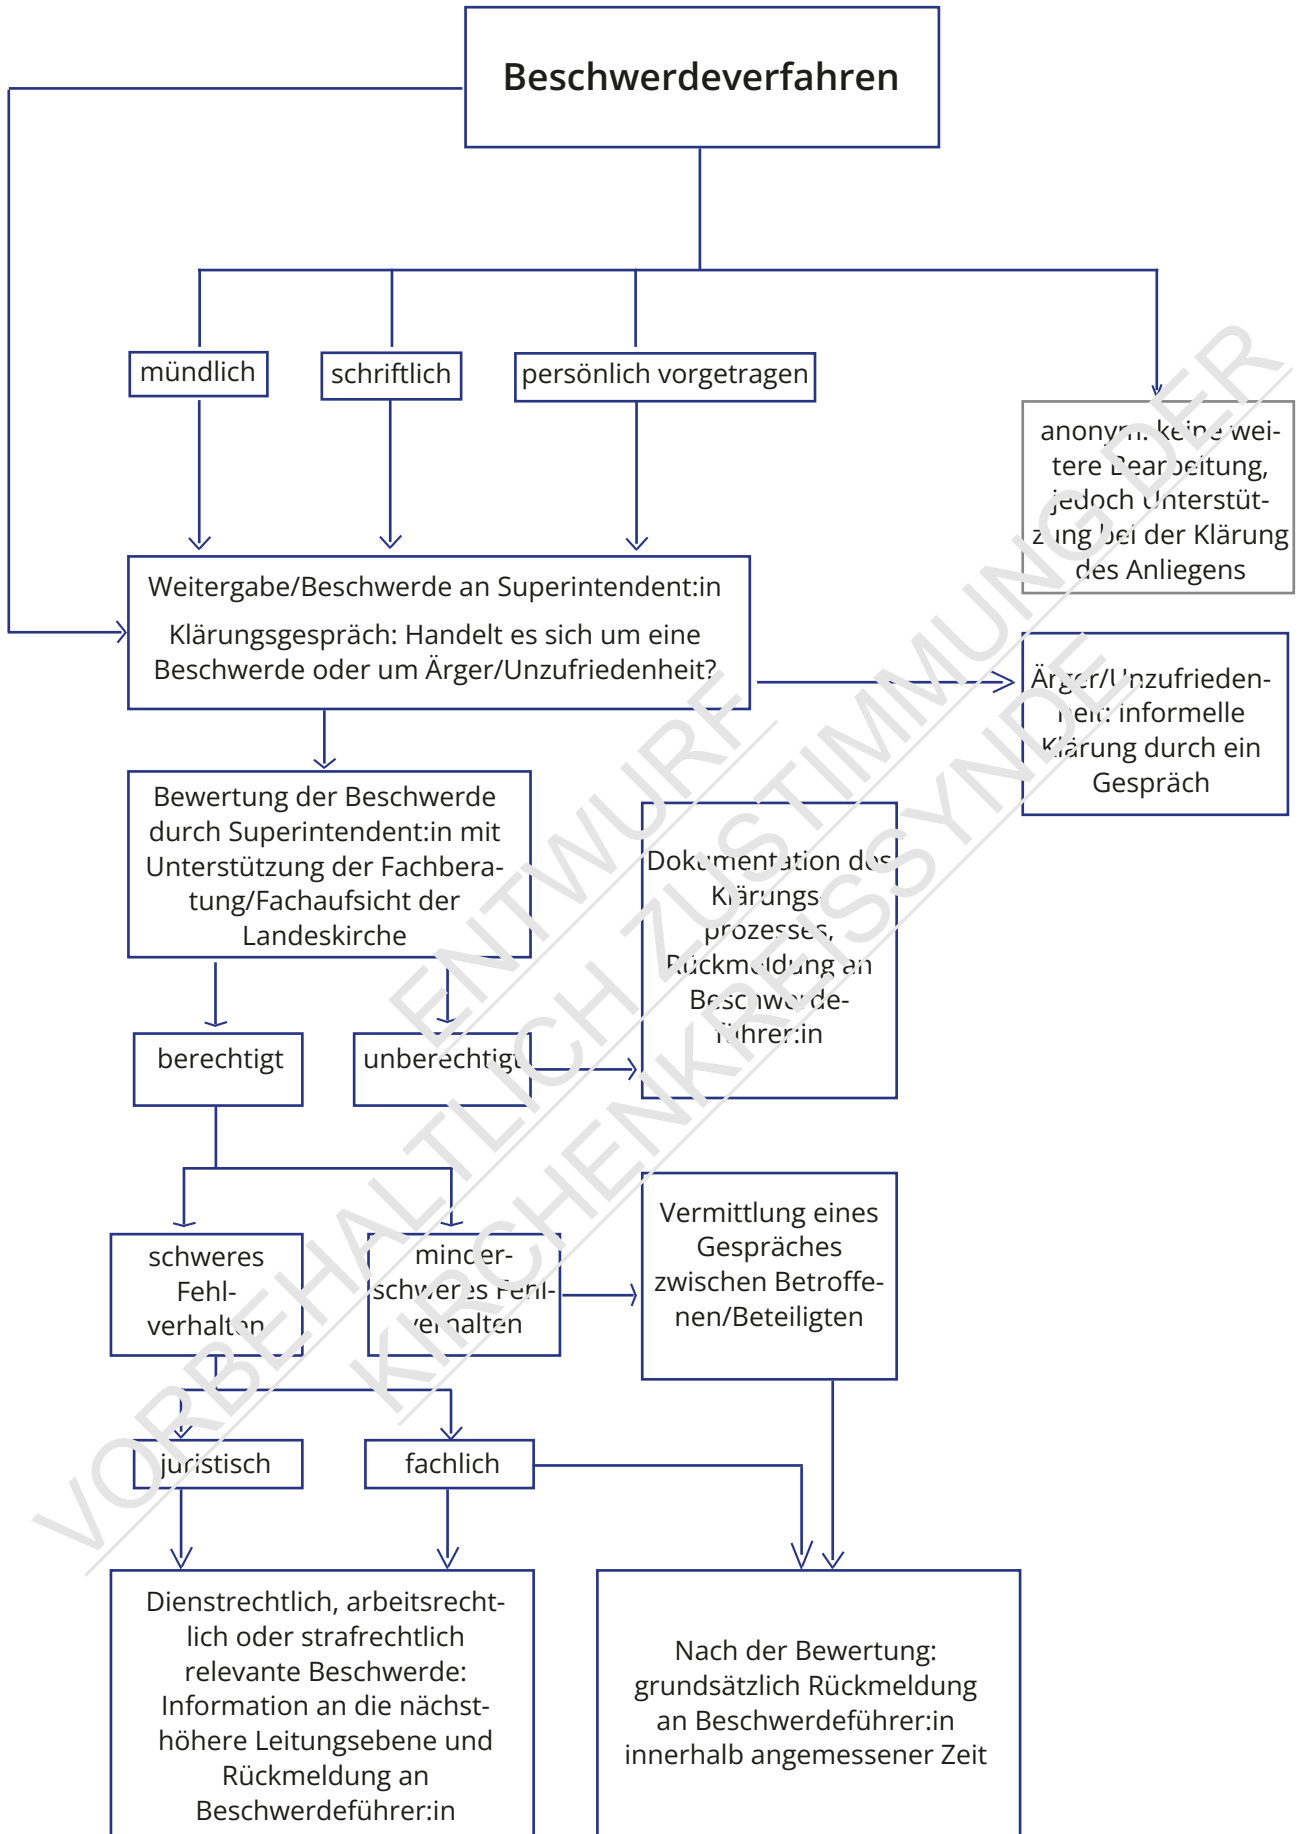 Beschwerdeverfahren
mündlich
schriftlich
persönlich vorgetragen
anonym: keine wei-
tere Bearbeitung,
jedoch Unterstüt-
zung bei der Klärung
des Anliegens
Weitergabe/Beschwerde an Superintendent:in
Klärungsgespräch: Handelt es sich um eine
Beschwerde oder um Ärger/Unzufriedenheit?
Ärger/Unzufrieden-
heit: informelle
Klärung durch ein
Gespräch
Bewertung der Beschwerde
durch Superintendent:in mit
Unterstützung der Fachbera-
tung/Fachaufsicht der
Landeskirche
Dokumentation des
Klärungs-
prozesses,
Rückmeldung an
Beschwerde-
führer:in
berechtigt
unberechtigt
schweres
Fehl-
verhalten
minder-
schweres Fehl-
verhalten
Vermittlung eines
Gespräches
zwischen Betroffe-
nen/Beteiligten
juristisch
fachlich
Dienstrechtlich, arbeitsrecht-
lich oder strafrechtlich
relevante Beschwerde:
Information an die nächst-
höhere Leitungsebene und
Rückmeldung an
Beschwerdeführer:in
Nach der Bewertung:
grundsätzlich Rückmeldung
an Beschwerdeführer:in
innerhalb angemessener Zeit
ENTWURF
VORBEHALTLICH ZUSTIMMUNG DER
KIRCHENKREISSYNDE